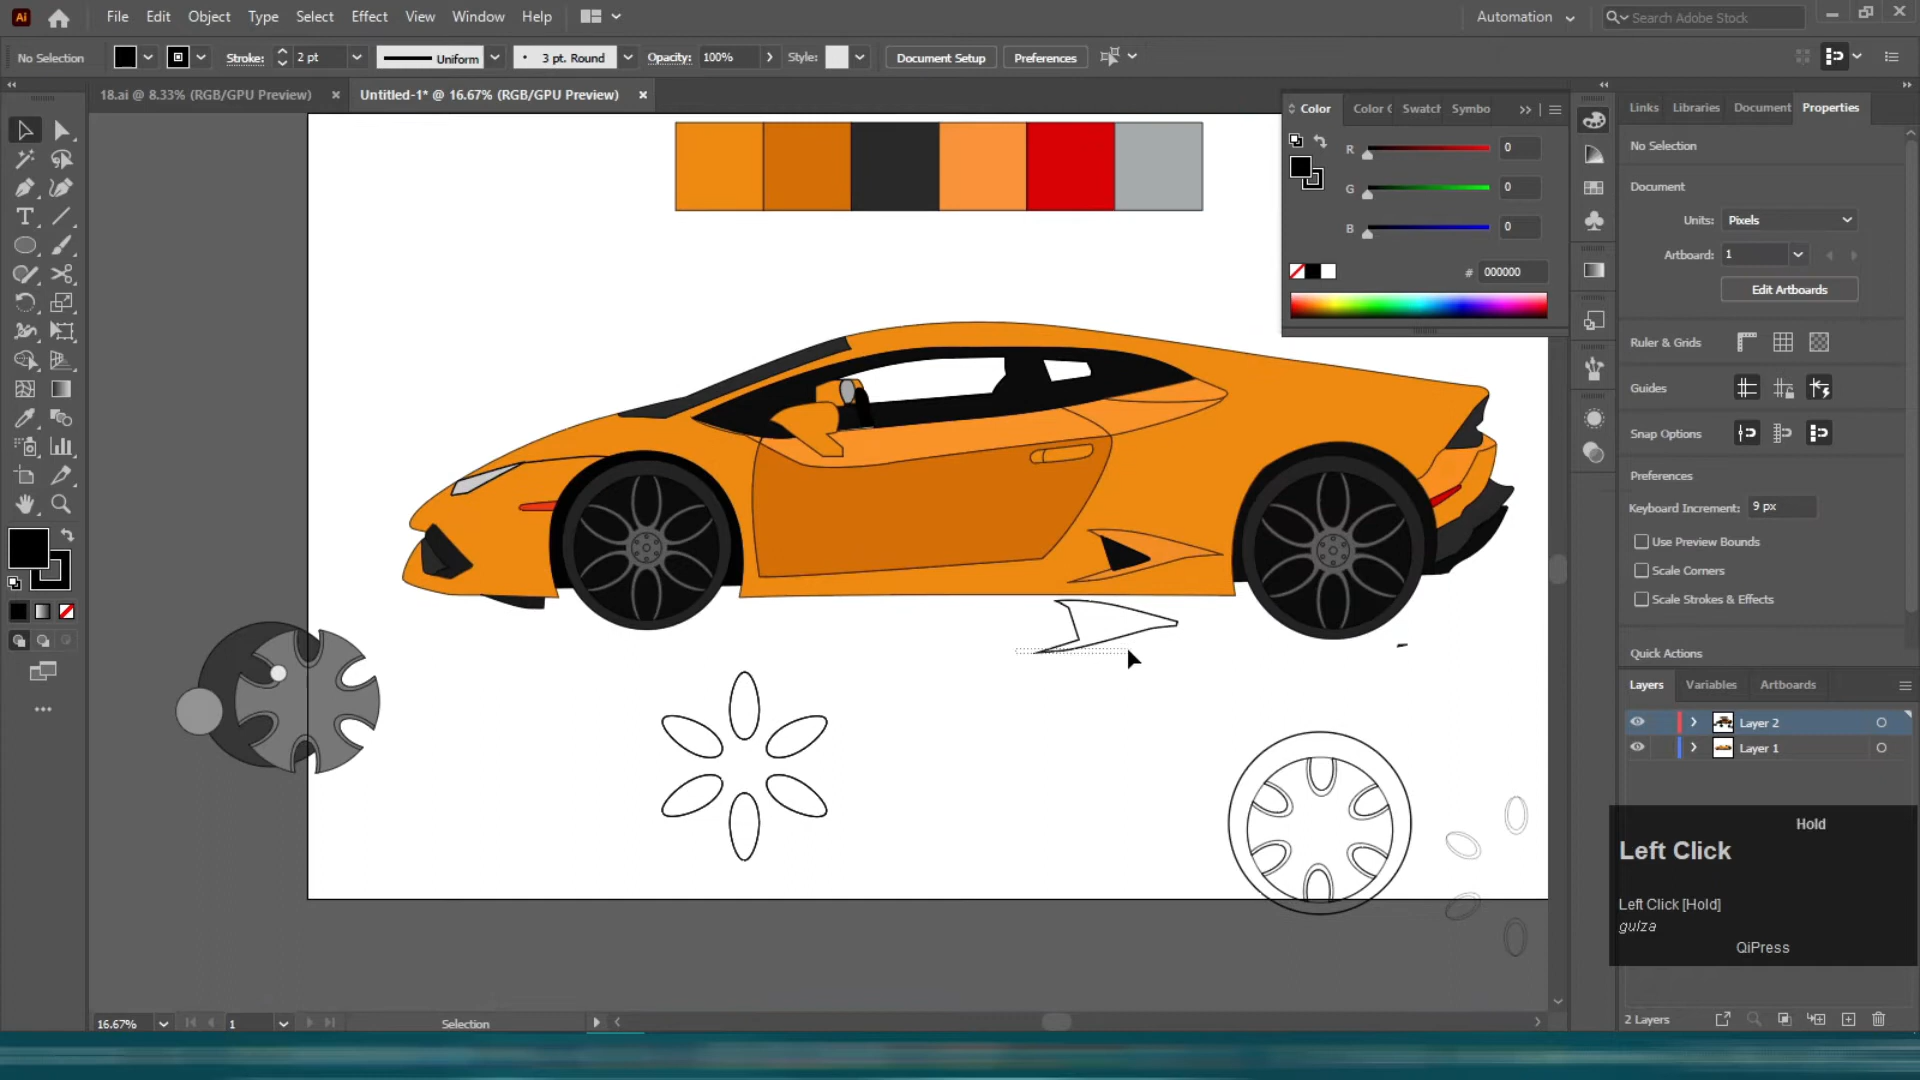 Ai
File Edit Object Type Select Effect View Window Help
Automation
Search Adobe Stock
No Selection
Stroke: 2 pt
Uniform
3 pt. Round
Opacity: 100%
Style:
Document Setup
Preferences
18.ai @ 8.33% (RGB/GPU Preview) ×
Untitled-1* @ 16.67% (RGB/GPU Preview) ×
Color Color G Swatch Symbo
R 0
G 0
B 0
# 000000
Links Libraries Document Properties
No Selection
Document
Units: Pixels
Artboard: 1
Edit Artboards
Ruler & Grids
Guides
Snap Options
Preferences
Keyboard Increment: 9 px
Use Preview Bounds
Scale Corners
Scale Strokes & Effects
Quick Actions
Layers Variables Artboards
Layer 2
Layer 1
Hold
Left Click
Left Click [Hold]
gulza
QiPress
16.67% 1 Selection
2 Layers